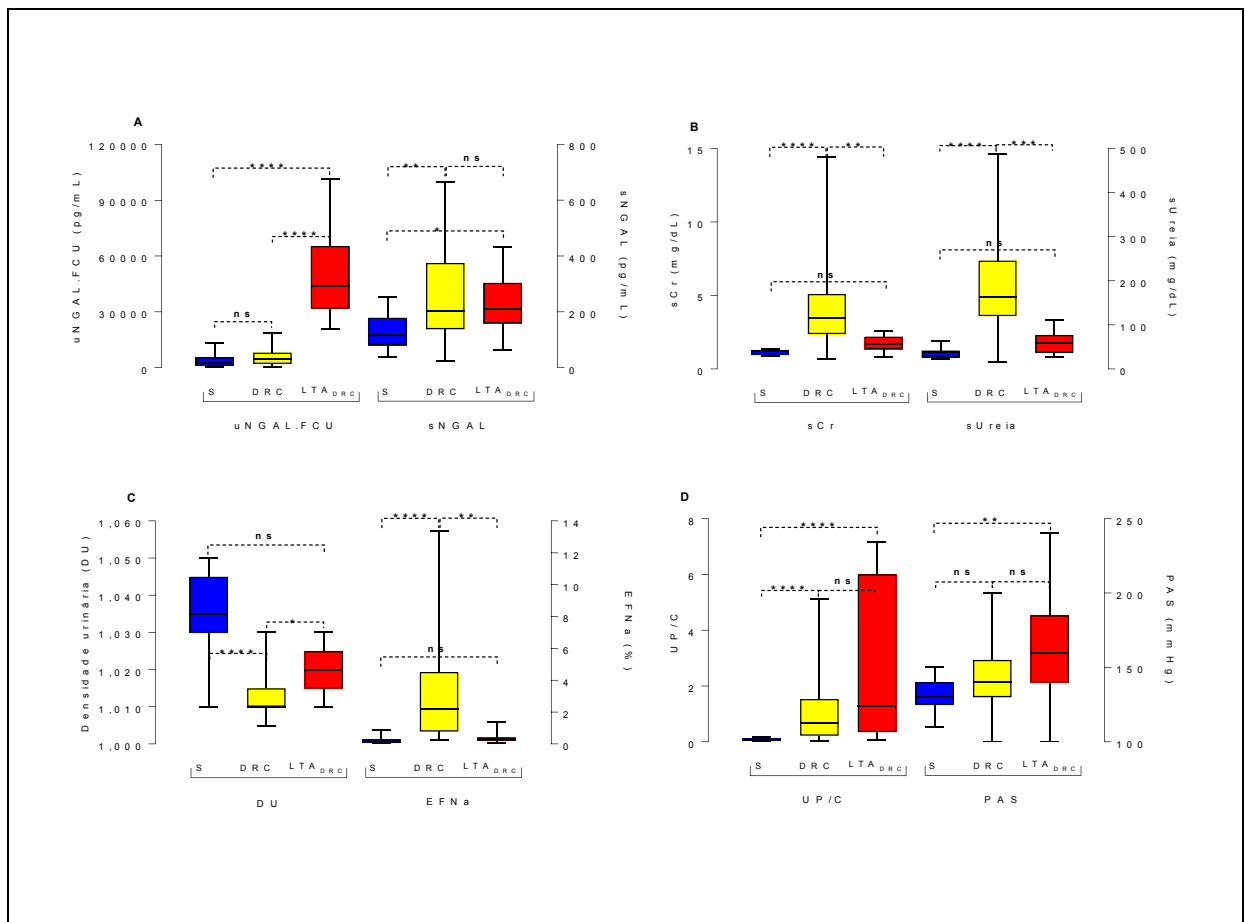 A
uNGAL.FCU (pg/mL)
120000
90000
60000
30000
0
****
****
ns
**
ns
*
800
600
400
200
0
sNGAL (pg/mL)
S DRC LTA DRC S DRC LTA DRC
uNGAL.FCU sNGAL
B
sCr (mg/dL)
15
10
5
0
**** **
ns
**** ***
ns
500
400
300
200
100
0
sUreia (mg/dL)
S DRC LTA DRC S DRC LTA DRC
sCr sUreia
C
Densidade urinária (DU)
1,060
1,050
1,040
1,030
1,020
1,010
1,000
ns
*
****
**** **
ns
14
12
10
8
6
4
2
0
EFNa (%)
S DRC LTA DRC S DRC LTA DRC
DU EFNa
D
UP/C
8
6
4
2
0
****
**** ns
**
ns ns
250
200
150
100
PAS (mmHg)
S DRC LTA DRC S DRC LTA DRC
UP/C PAS